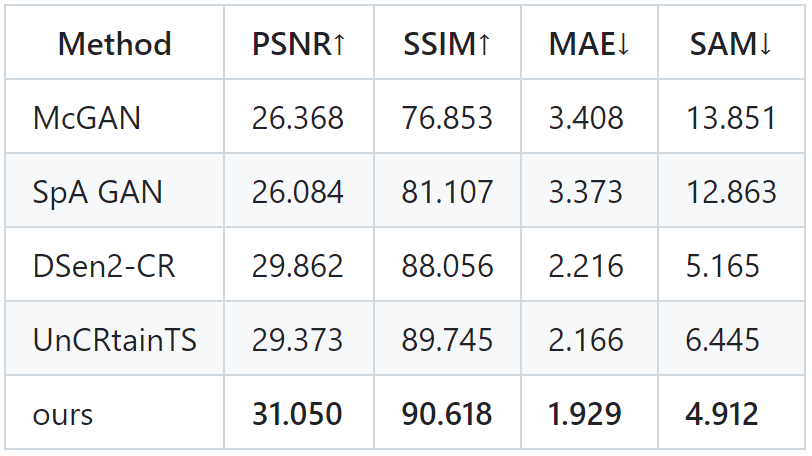 Method PSNR↑ SSIM↑ MAE↓ SAM↓
McGAN 26.368 76.853 3.408 13.851
SpA GAN 26.084 81.107 3.373 12.863
DSen2-CR 29.862 88.056 2.216 5.165
UnCRtainTS 29.373 89.745 2.166 6.445
ours 31.050 90.618 1.929 4.912